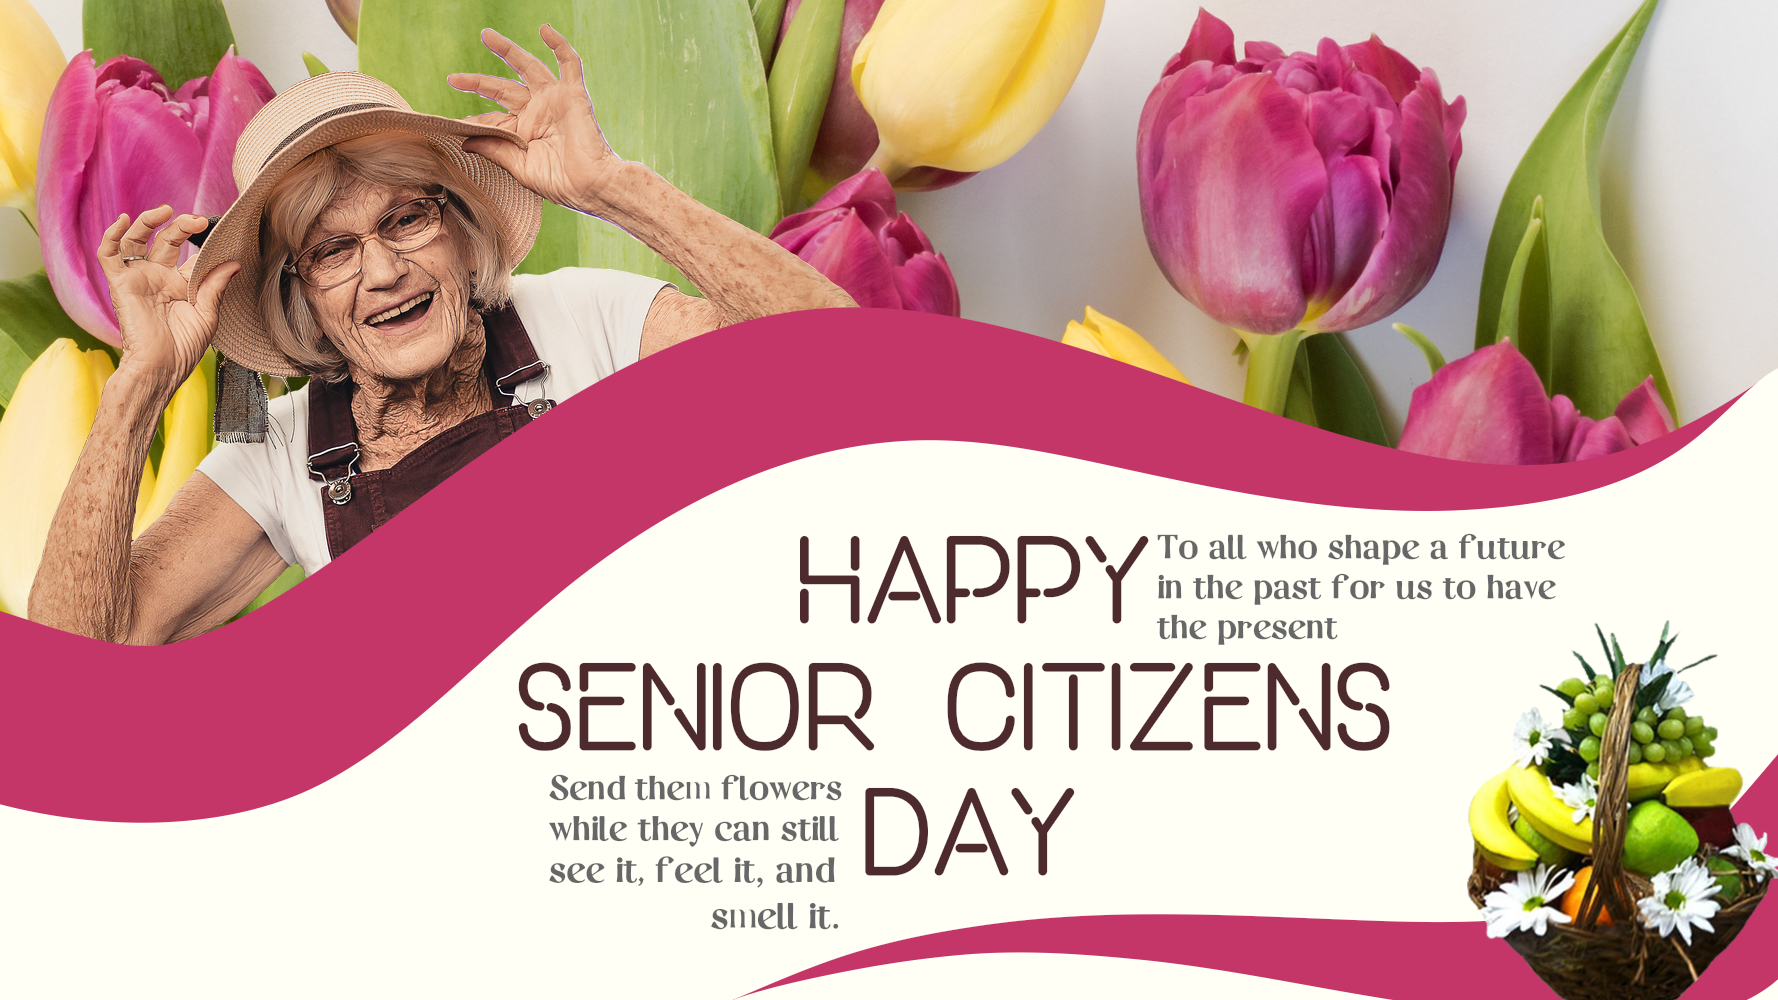 HAPPY
To all who shape a future
in the past for us to have
the present
SENIOR CITIZENS
Send them flowers
while they can still
see it, feel it, and
smell it.
DAY